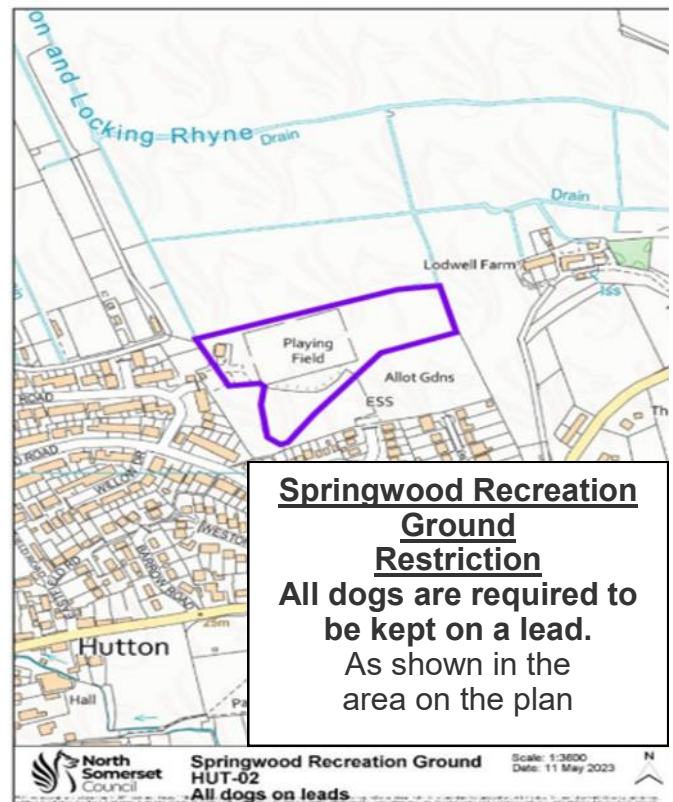 on and Locking Rhyne
Drain
Drain
Lodwell Farm
Iss
Playing
Field
Allot Gdns
ESS
ROAD
ROAD
WILLOW DR
BARROW ROAD
25m
Hutton
Hall
Springwood Recreation
Ground
Restriction
All dogs are required to
be kept on a lead.
As shown in the
area on the plan
North
Somerset
Council
Springwood Recreation Ground
HUT-02
All dogs on leads
Scale: 1:3600
Date: 11 May 2023
N